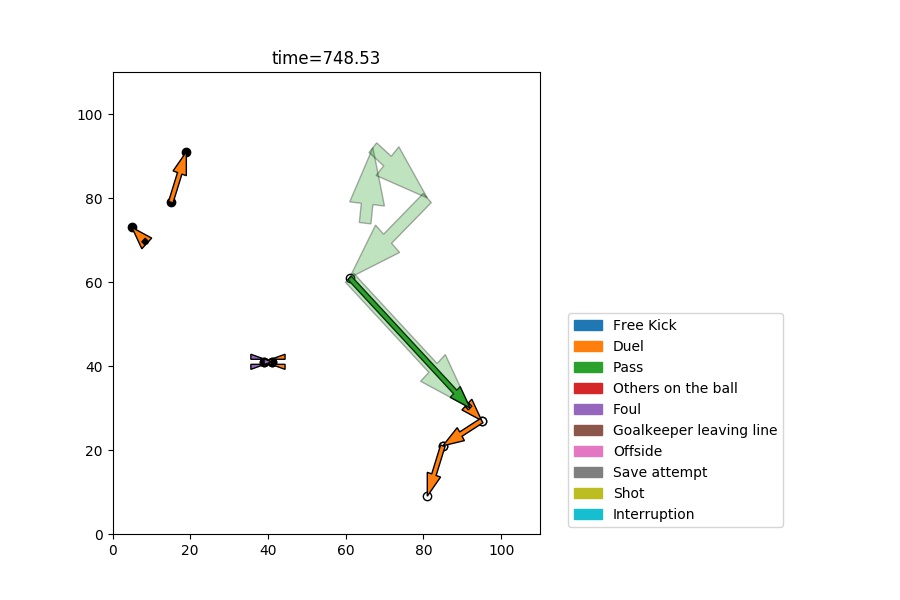 time=748.53
100
80
60
40
20
0
0 20 40 60 80 100
Free Kick
Duel
Pass
Others on the ball
Foul
Goalkeeper leaving line
Offside
Save attempt
Shot
Interruption